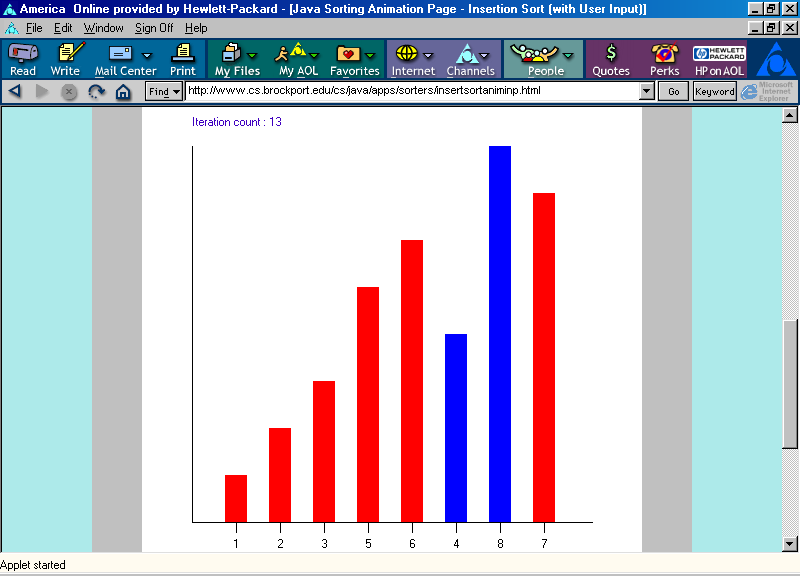 America Online provided by Hewlett-Packard - [Java Sorting Animation Page - Insertion Sort (with User Input)]
File Edit Window Sign Off Help
Read Write Mail Center Print My Files My AOL Favorites Internet Channels People Quotes Perks HP on AOL
HEWLETT PACKARD
Find http://www.cs.brockport.edu/cs/java/apps/sorters/insertsortaniminp.html Go Keyword Microsoft Internet Explorer
Iteration count : 13
1 2 3 5 6 4 8 7
Applet started